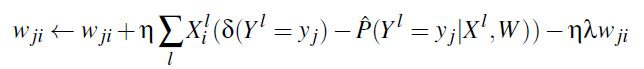 w_{ji} ← w_{ji} + η ∑_l X_i^l (δ(Y^l = y_j) − P̂(Y^l = y_j|X^l, W)) − ηλw_{ji}